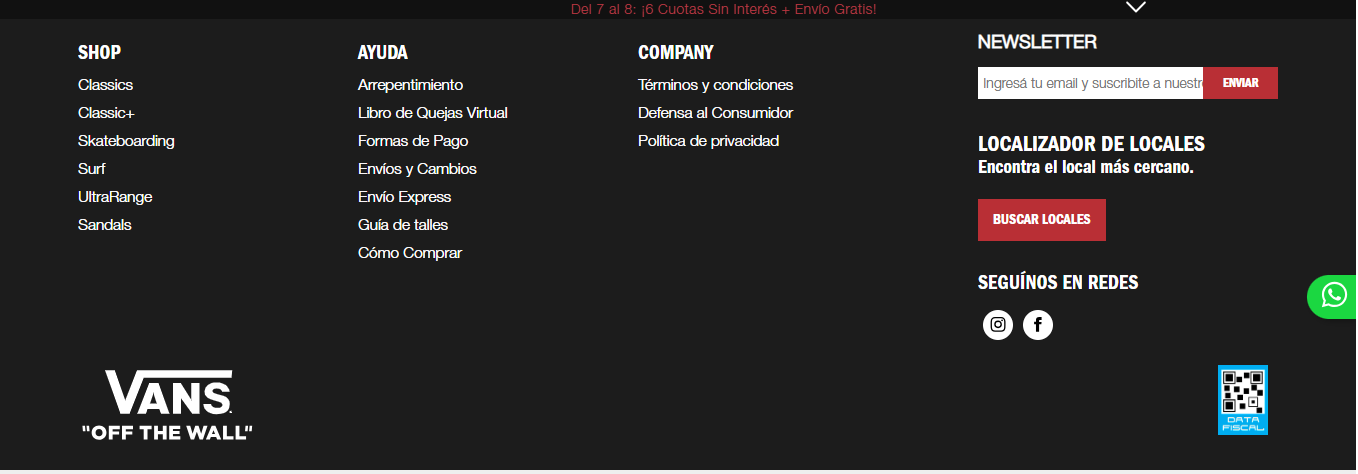 Del 7 al 8: ¡6 Cuotas Sin Interés + Envio Gratis!
SHOP
Classics
Classic+
Skateboarding
Surf
UltraRange
Sandals
AYUDA
Arrepentimiento
Libro de Quejas Virtual
Formas de Pago
Envíos y Cambios
Envío Express
Guía de talles
Cómo Comprar
COMPANY
Términos y condiciones
Defensa al Consumidor
Política de privacidad
NEWSLETTER
Ingresá tu email y suscribite a nuestro
ENVIAR
LOCALIZADOR DE LOCALES
Encontra el local más cercano.
BUSCAR LOCALES
SEGUÍNOS EN REDES
VANS
"OFF THE WALL"
DATA
FISCAL